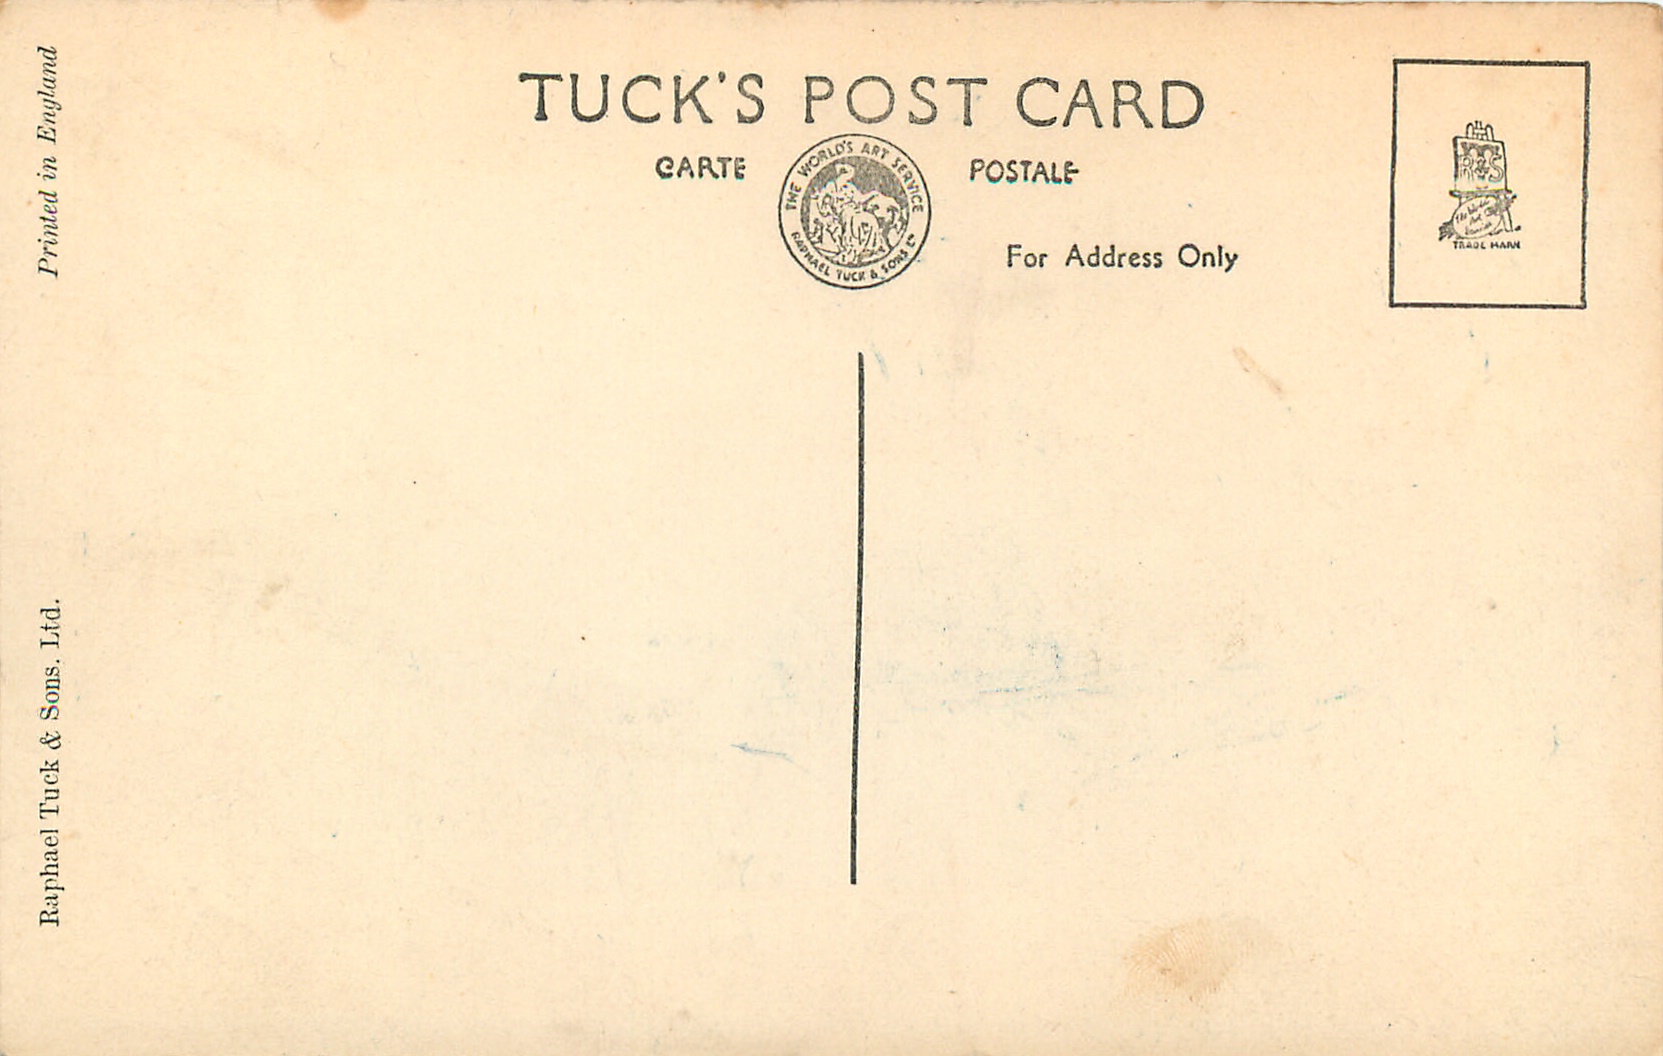 TUCK'S POST CARD
CARTE POSTALE
THE WORLD'S ART SERVICE
RAPHAEL TUCK & SONS LTD
For Address Only
TRADE MARK
Printed in England
Raphael Tuck & Sons. Ltd.